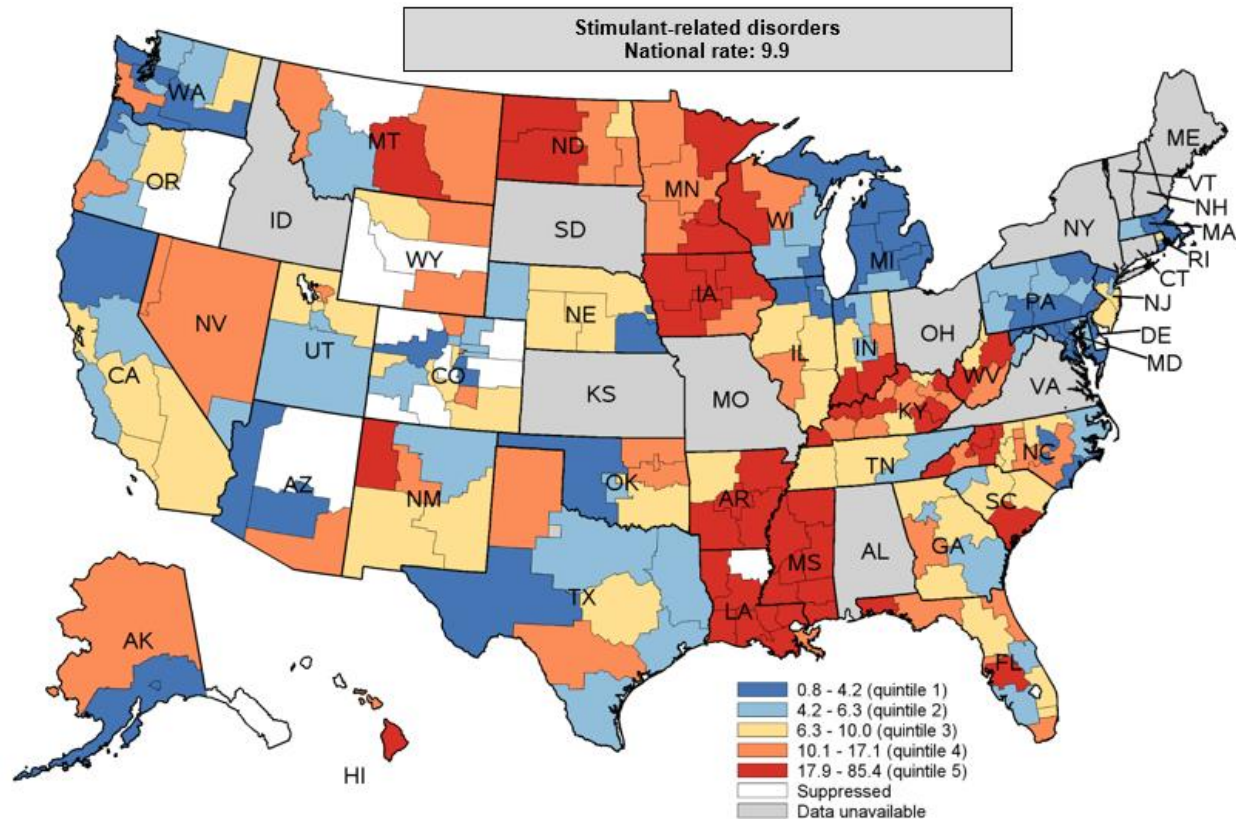 Stimulant-related disorders
National rate: 9.9
WA
MT
ND
MN
ME
OR
ID
SD
WI
MI
NY
VT
NH
MA
RI
CT
NJ
DE
MD
WY
IA
PA
NV
NE
IL
IN
OH
UT
CO
WV
VA
CA
KS
MO
KY
AZ
NM
OK
TN
NC
AR
SC
MS
AL
GA
TX
LA
AK
FL
HI
0.8 - 4.2 (quintile 1)
4.2 - 6.3 (quintile 2)
6.3 - 10.0 (quintile 3)
10.1 - 17.1 (quintile 4)
17.9 - 85.4 (quintile 5)
Suppressed
Data unavailable